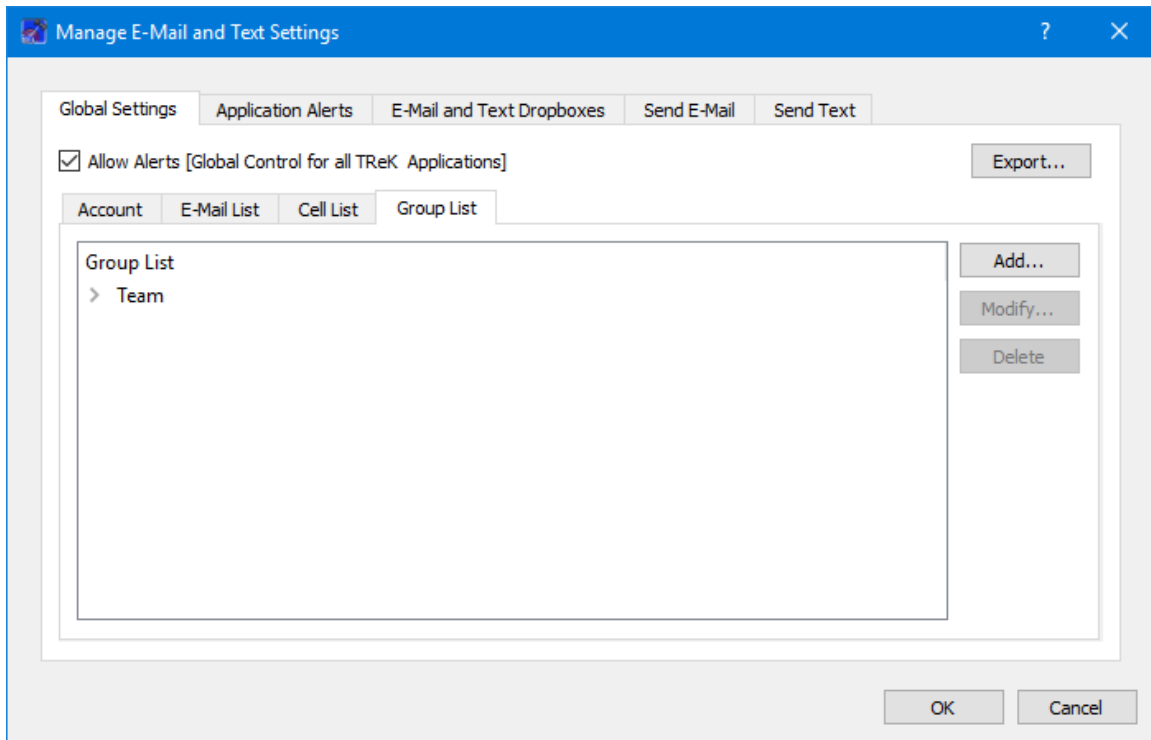 Manage E-Mail and Text Settings ?
Global Settings Application Alerts E-Mail and Text Dropboxes Send E-Mail Send Text
Allow Alerts [Global Control for all TReK Applications] Export...
Account E-Mail List Cell List Group List
Group List Add...
Team Modify...
Delete
OK Cancel